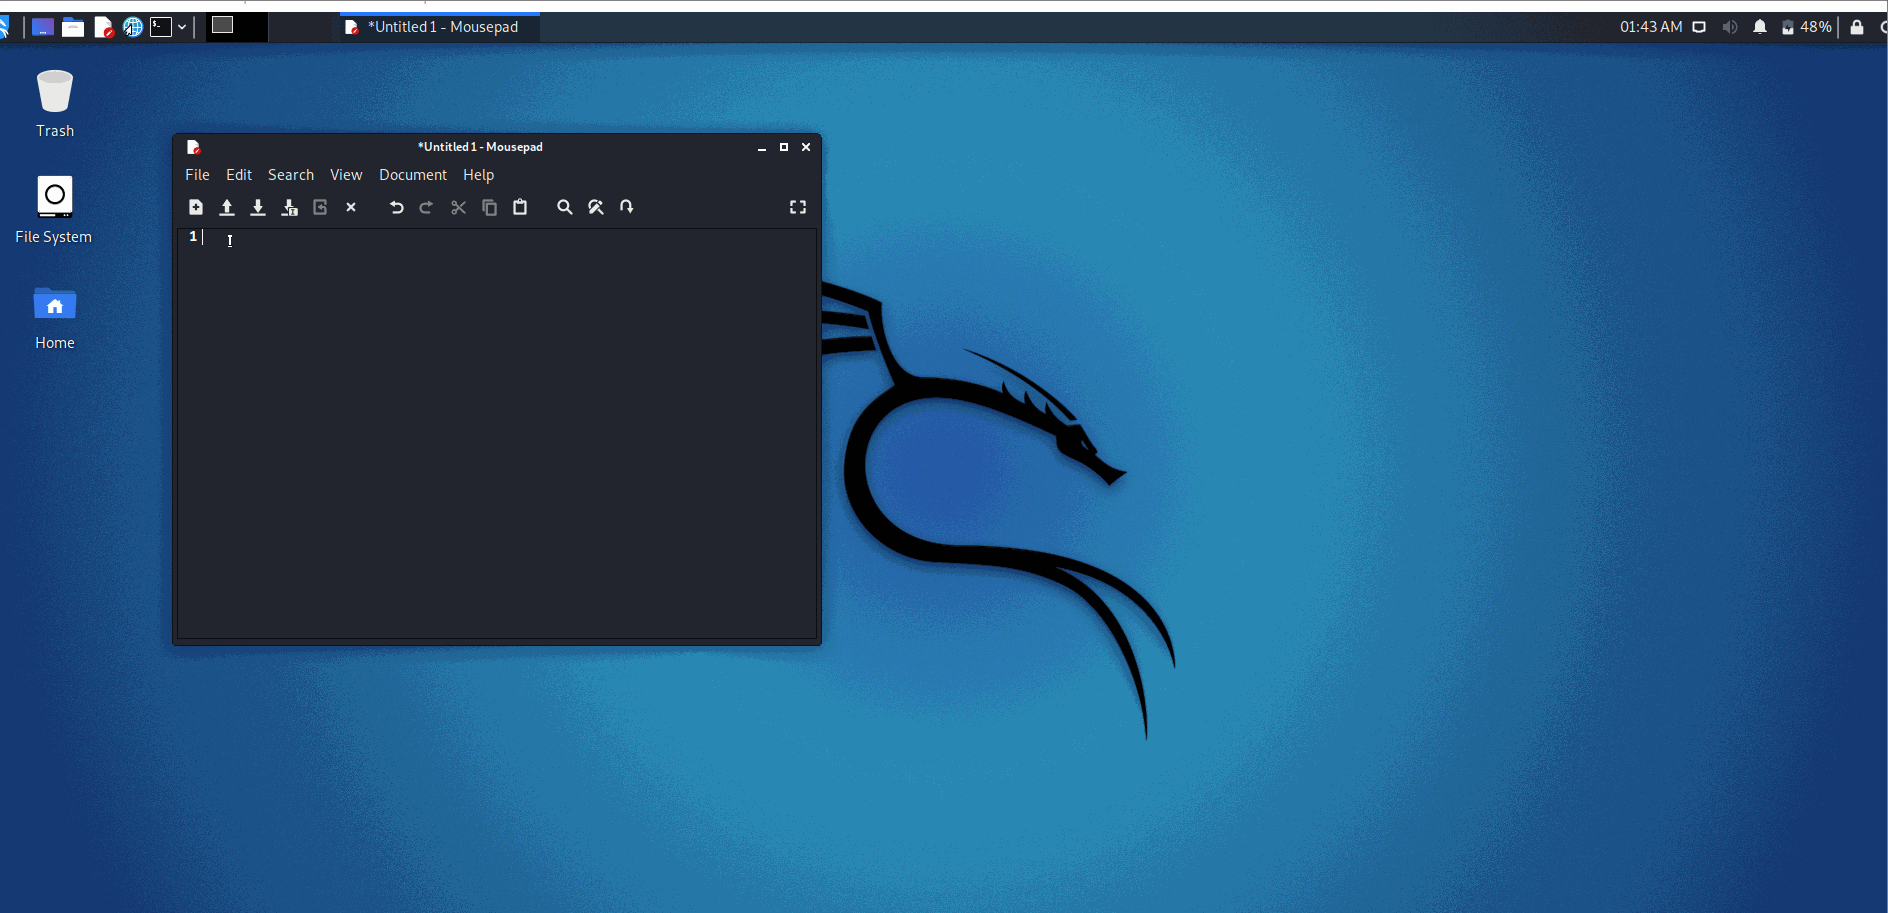 *Untitled 1 - Mousepad
01:43 AM
48%
Trash
File System
Home
*Untitled 1 - Mousepad
File Edit Search View Document Help
1